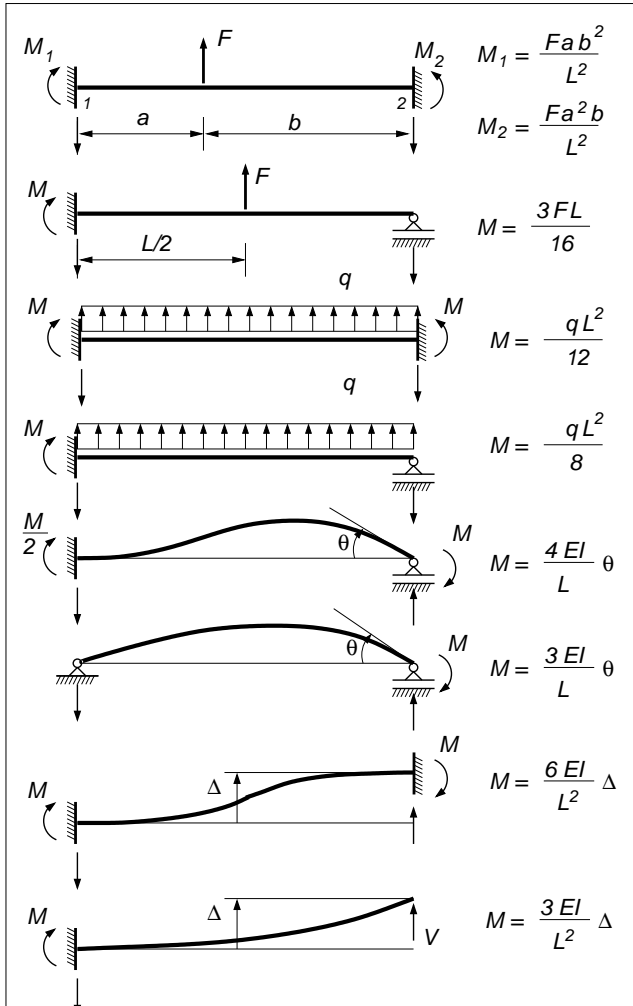 M₁ F M₂ M₁ = Fab²/L²
1 2
a b M₂ = Fa²b/L²
M F M = 3FL/16
L/2
q
M M M = qL²/12
q
M M = qL²/8
M/2 θ M M = 4EI/L θ
θ M M = 3EI/L θ
M Δ M M = 6EI/L² Δ
M Δ V M = 3EI/L² Δ